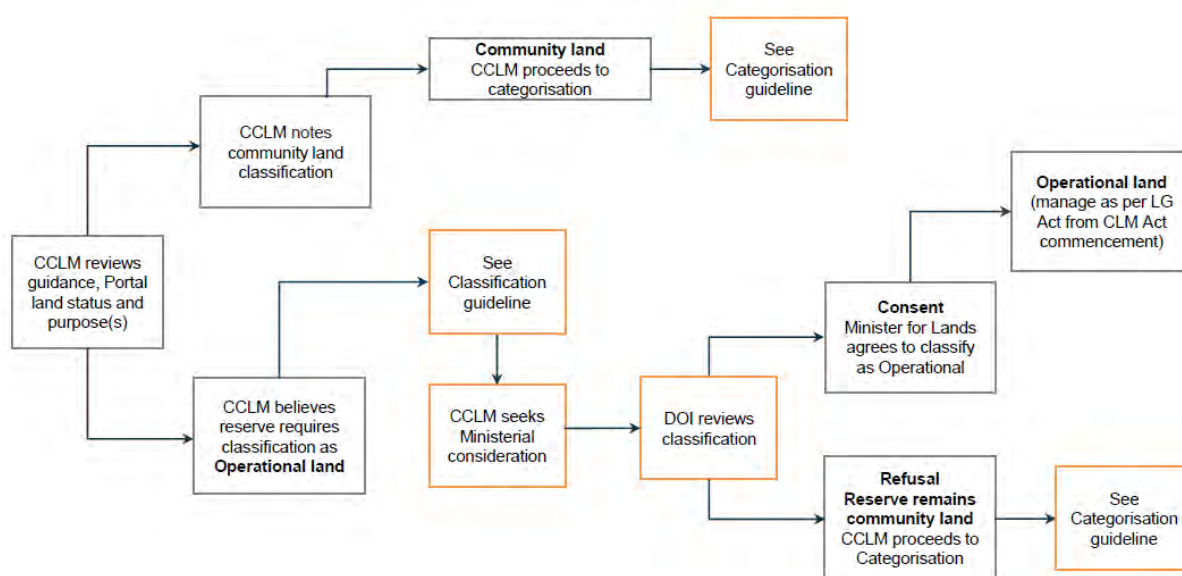 Community land
CCLM proceeds to
categorisation
See
Categorisation
guideline
CCLM notes
community land
classification
Operational land
(manage as per LG
Act from CLM Act
commencement)
CCLM reviews
guidance, Portal
land status and
purpose(s)
See
Classification
guideline
Consent
Minister for Lands
agrees to classify
as Operational
CCLM believes
reserve requires
classification as
Operational land
CCLM seeks
Ministerial
consideration
DOI reviews
classification
Refusal
Reserve remains
community land
CCLM proceeds to
Categorisation
See
Categorisation
guideline